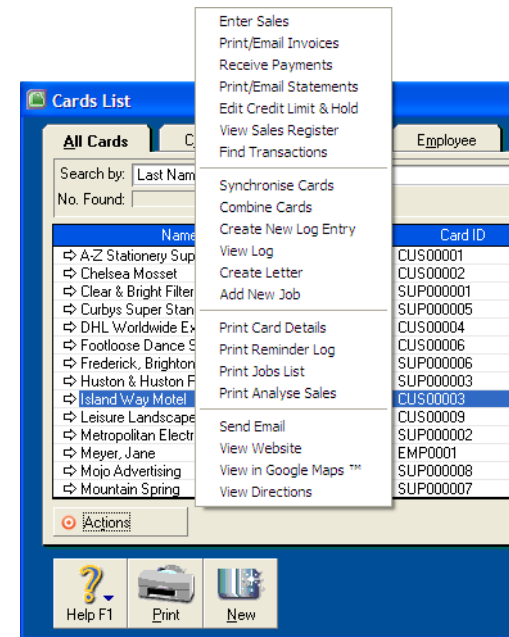 Enter Sales
Print/Email Invoices
Receive Payments
Print/Email Statements
Edit Credit Limit & Hold
View Sales Register
Find Transactions
Synchronise Cards
Combine Cards
Create New Log Entry
View Log
Create Letter
Add New Job
Print Card Details
Print Reminder Log
Print Jobs List
Print Analyse Sales
Send Email
View Website
View in Google Maps ™
View Directions
Cards List
All Cards Employee
Search by: Last Nam
No. Found:
Name Card ID
A-Z Stationery Sup CUS00001
Chelsea Mosset CUS00002
Clear & Bright Filter SUP000001
Curbys Super Stan SUP000005
DHL Worldwide Ex CUS00004
Footloose Dance S CUS00006
Frederick, Brighton SUP000006
Huston & Huston P SUP000003
Island Way Motel CUS00003
Leisure Landscape CUS00009
Metropolitan Electr SUP000002
Meyer, Jane EMP0001
Mojo Advertising SUP000008
Mountain Spring SUP000007
Actions
Help F1 Print New